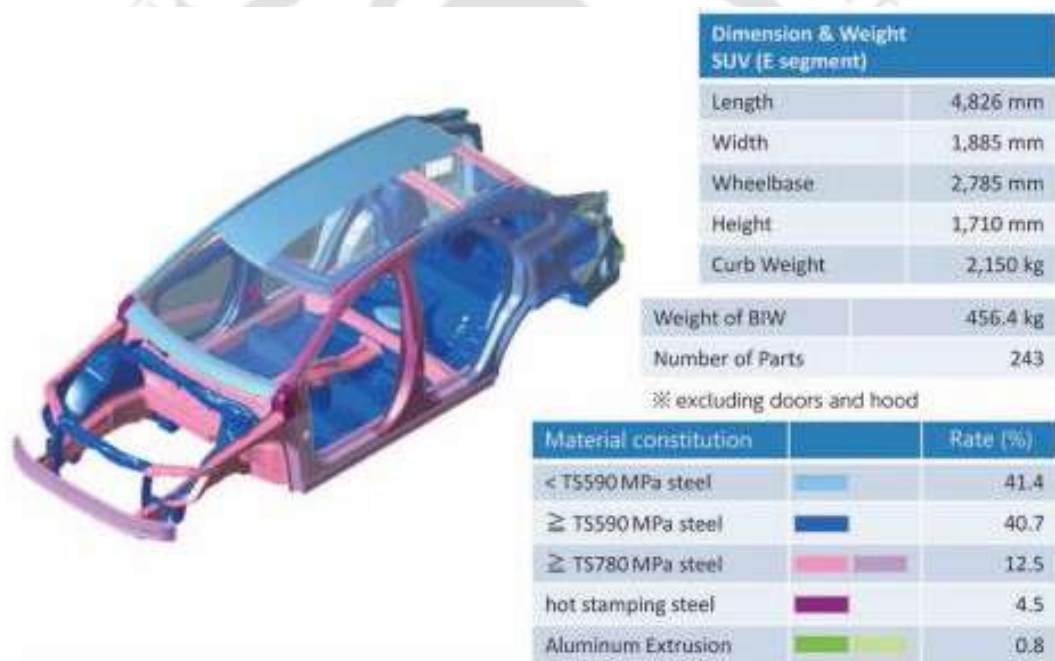 Dimension & Weight
SUV (E segment)
Length 4,826 mm
Width 1,885 mm
Wheelbase 2,785 mm
Height 1,710 mm
Curb Weight 2,150 kg
Weight of BIW 456.4 kg
Number of Parts 243
※ excluding doors and hood
Material constitution Rate (%)
< TS590 MPa steel 41.4
≧ TS590 MPa steel 40.7
≧ TS780 MPa steel 12.5
hot stamping steel 4.5
Aluminum Extrusion 0.8